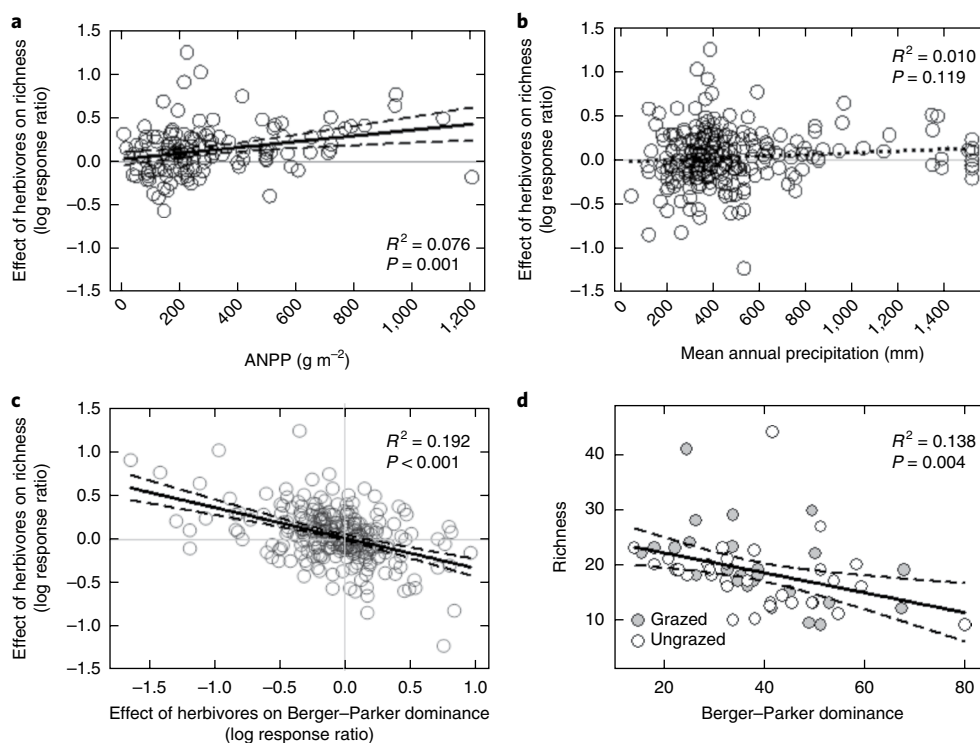 a
Effect of herbivores on richness
(log response ratio)
1.5
1.0
0.5
0.0
–0.5
–1.0
–1.5
R² = 0.076
P = 0.001
0
200
400
600
800
1,000
1,200
ANPP (g m⁻²)
b
Effect of herbivores on richness
(log response ratio)
1.5
1.0
0.5
0.0
–0.5
–1.0
–1.5
R² = 0.010
P = 0.119
0
200
400
600
800
1,000
1,200
1,400
Mean annual precipitation (mm)
c
Effect of herbivores on richness
(log response ratio)
1.5
1.0
0.5
0.0
–0.5
–1.0
–1.5
R² = 0.192
P < 0.001
–1.5
–1.0
–0.5
0.0
0.5
1.0
Effect of herbivores on Berger–Parker dominance
(log response ratio)
d
Richness
40
30
20
10
R² = 0.138
P = 0.004
Grazed
Ungrazed
20
40
60
80
Berger–Parker dominance